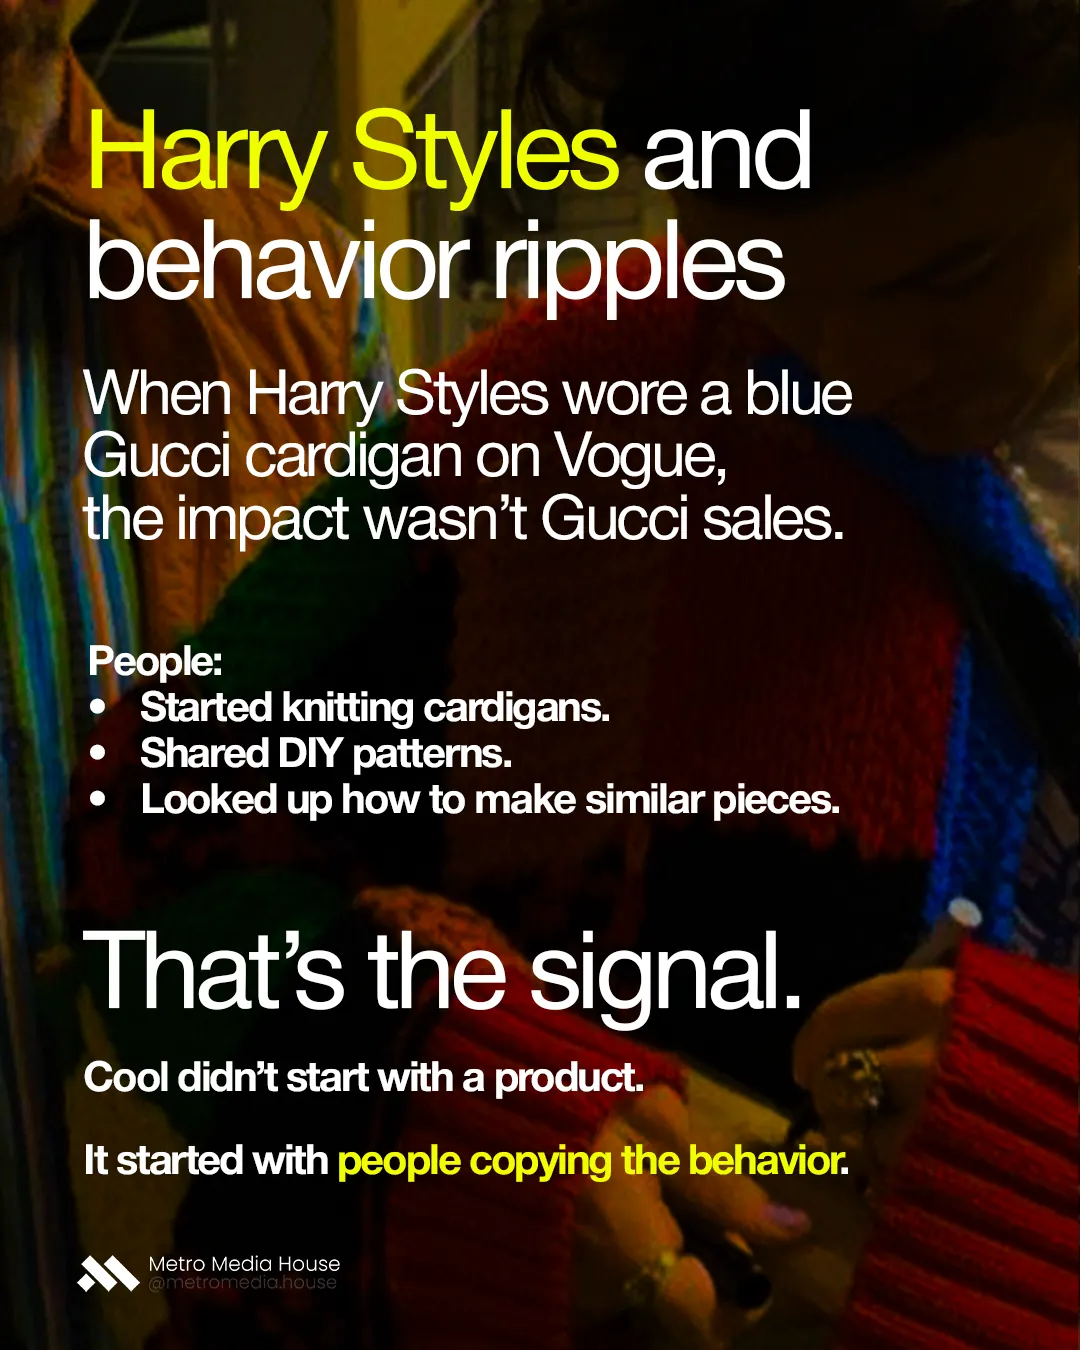 Harry Styles and
behavior ripples
When Harry Styles wore a blue
Gucci cardigan on Vogue,
the impact wasn’t Gucci sales.
People:
• Started knitting cardigans.
• Shared DIY patterns.
• Looked up how to make similar pieces.
That’s the signal.
Cool didn’t start with a product.
It started with people copying the behavior.
Metro Media House
@metromedia.house